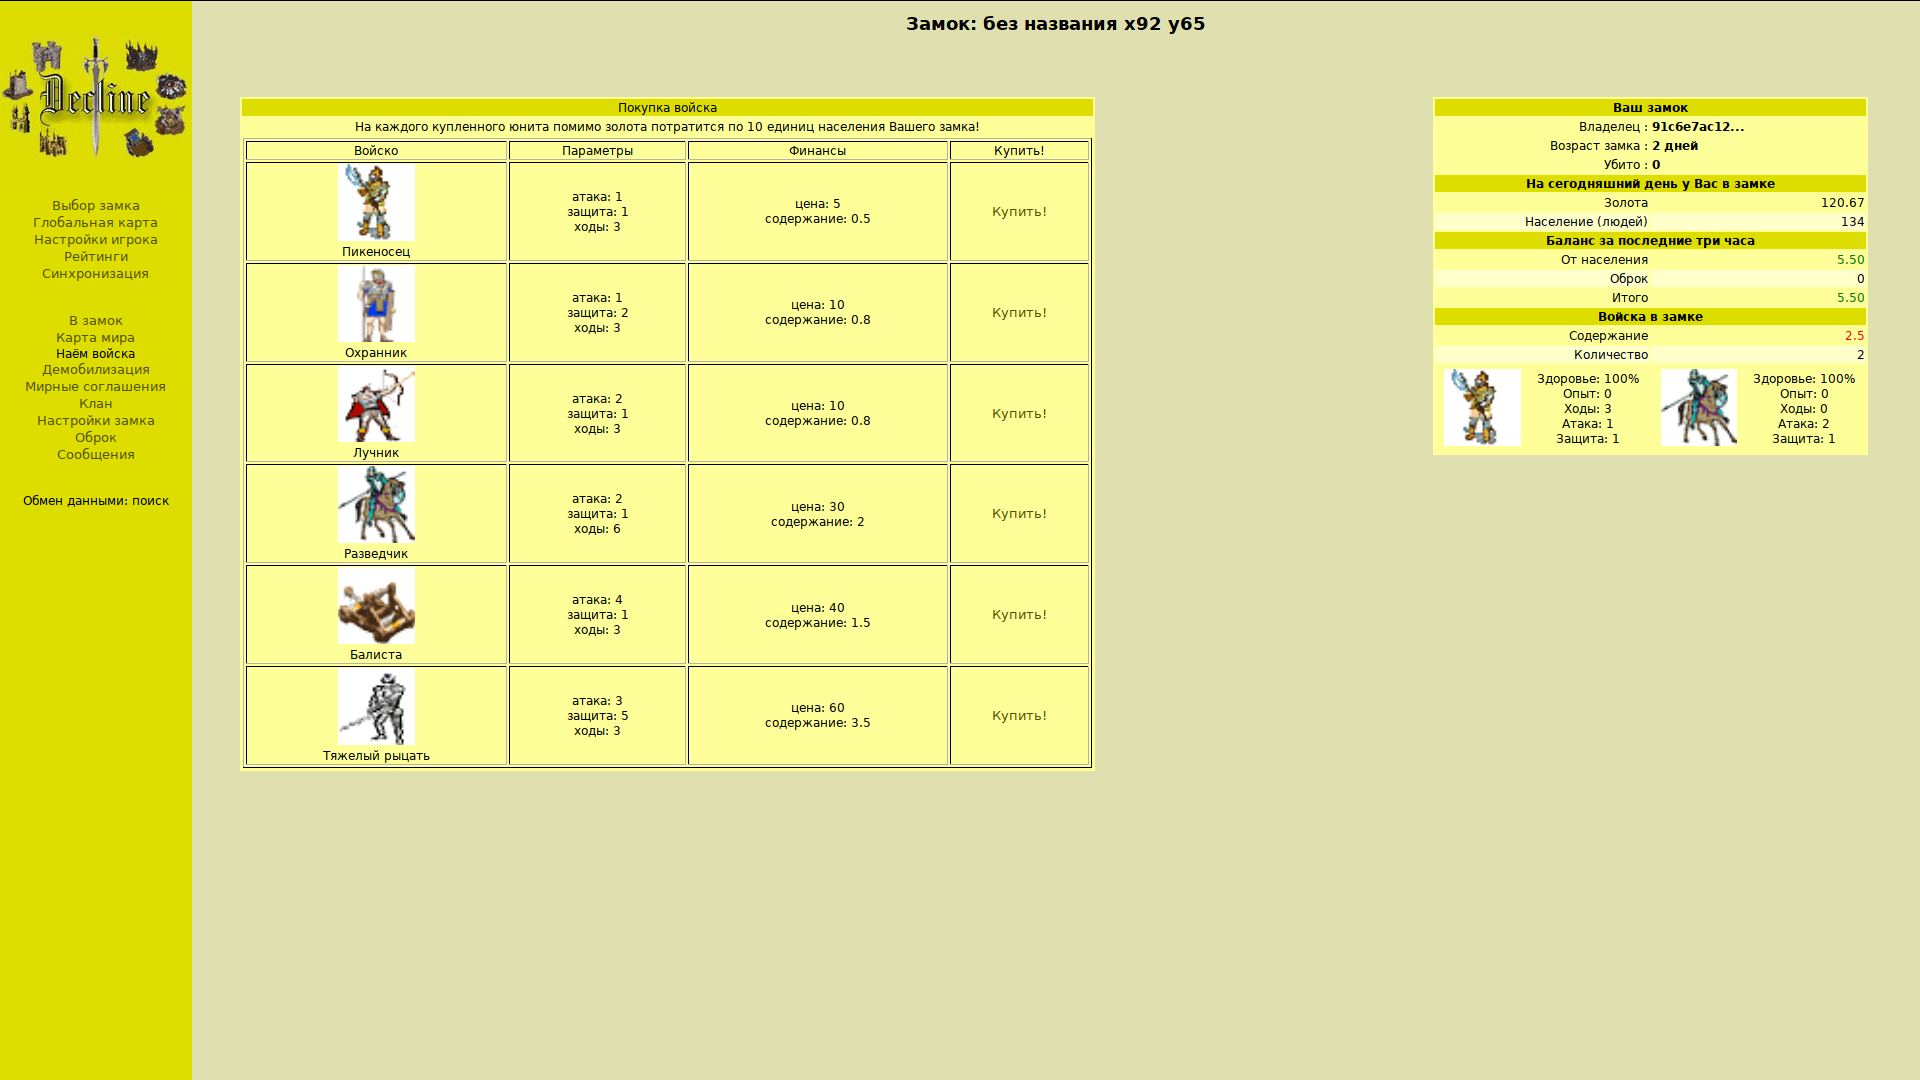 Decline
Выбор замка
Глобальная карта
Настройки игрока
Рейтинги
Синхронизация
В замок
Карта мира
Наём войска
Демобилизация
Мирные соглашения
Клан
Настройки замка
Оброк
Сообщения
Обмен данными: поиск
Замок: без названия x92 y65
Покупка войска
На каждого купленного юнита помимо золота потратится по 10 единиц населения Вашего замка!
Войско Параметры Финансы Купить!
Пикеносец
атака: 1
защита: 1
ходы: 3
цена: 5
содержание: 0.5
Купить!
Охранник
атака: 1
защита: 2
ходы: 3
цена: 10
содержание: 0.8
Купить!
Лучник
атака: 2
защита: 1
ходы: 3
цена: 10
содержание: 0.8
Купить!
Разведчик
атака: 2
защита: 1
ходы: 6
цена: 30
содержание: 2
Купить!
Балиста
атака: 4
защита: 1
ходы: 3
цена: 40
содержание: 1.5
Купить!
Тяжелый рыцать
атака: 3
защита: 5
ходы: 3
цена: 60
содержание: 3.5
Купить!
Ваш замок
Владелец : 91c6e7ac12...
Возраст замка : 2 дней
Убито : 0
На сегодняшний день у Вас в замке
Золота 120.67
Население (людей) 134
Баланс за последние три часа
От населения 5.50
Оброк 0
Итого 5.50
Войска в замке
Содержание 2.5
Количество 2
Здоровье: 100%
Опыт: 0
Ходы: 3
Атака: 1
Защита: 1
Здоровье: 100%
Опыт: 0
Ходы: 0
Атака: 2
Защита: 1